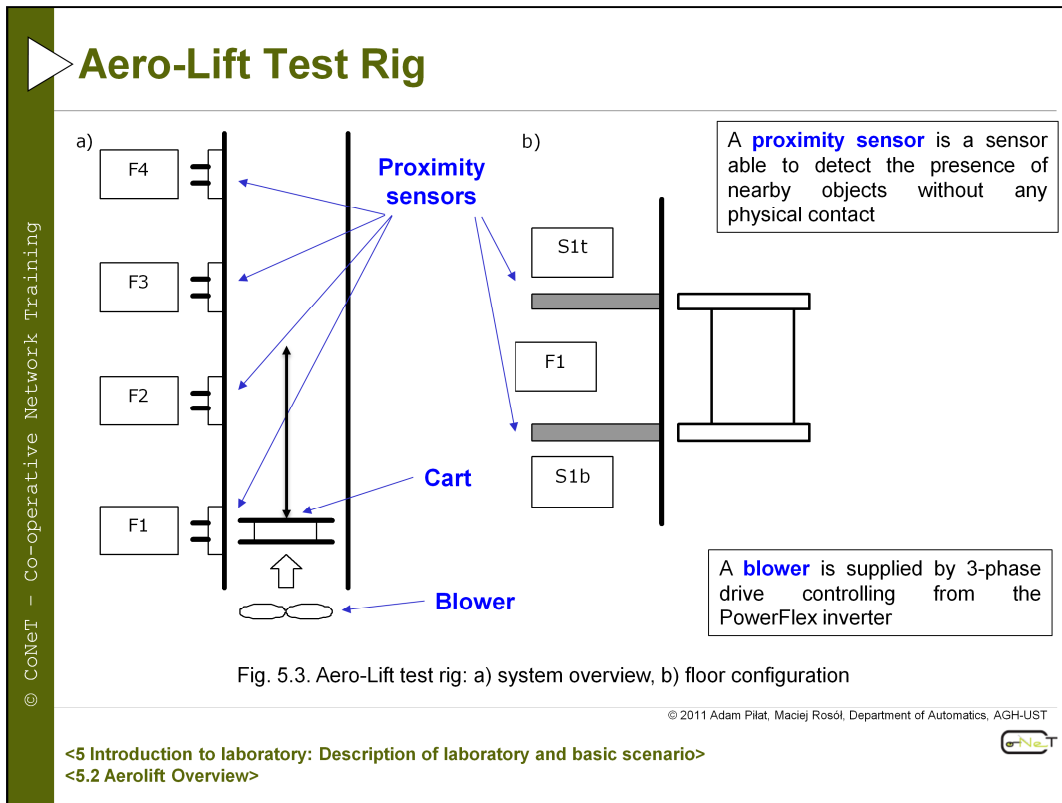 Aero-Lift Test Rig
a)
b)
F4
F3
F2
F1
Proximity
sensors
Cart
Blower
S1t
F1
S1b
A proximity sensor is a sensor
able to detect the presence of
nearby objects without any
physical contact
A blower is supplied by 3-phase
drive controlling from the
PowerFlex inverter
Fig. 5.3. Aero-Lift test rig: a) system overview, b) floor configuration
© 2011 Adam Piłat, Maciej Rosół, Department of Automatics, AGH-UST
<5 Introduction to laboratory: Description of laboratory and basic scenario>
<5.2 Aerolift Overview>
CoNeT
© CoNeT – Co-operative Network Training